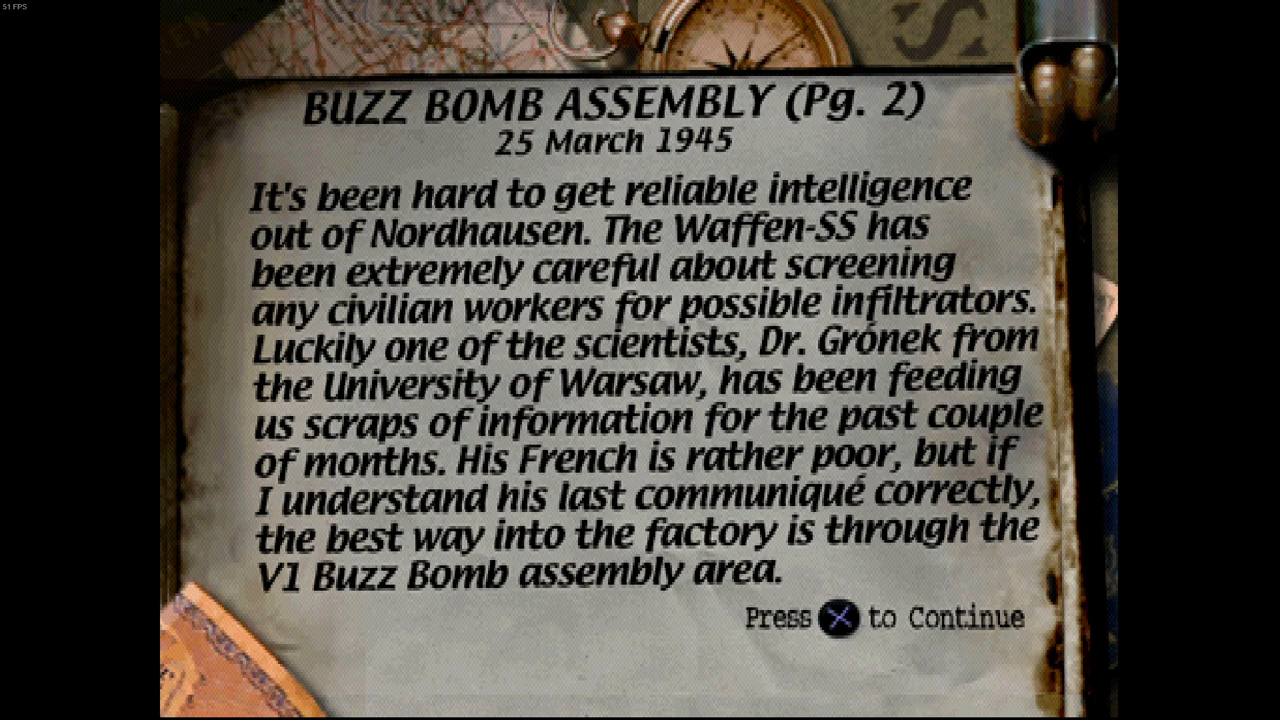 51 FPS
BUZZ BOMB ASSEMBLY (Pg. 2)
25 March 1945
It's been hard to get reliable intelligence
out of Nordhausen. The Waffen-SS has
been extremely careful about screening
any civilian workers for possible infiltrators.
Luckily one of the scientists, Dr. Grónek from
the University of Warsaw, has been feeding
us scraps of information for the past couple
of months. His French is rather poor, but if
I understand his last communiqué correctly,
the best way into the factory is through the
V1 Buzz Bomb assembly area.
Press X to Continue